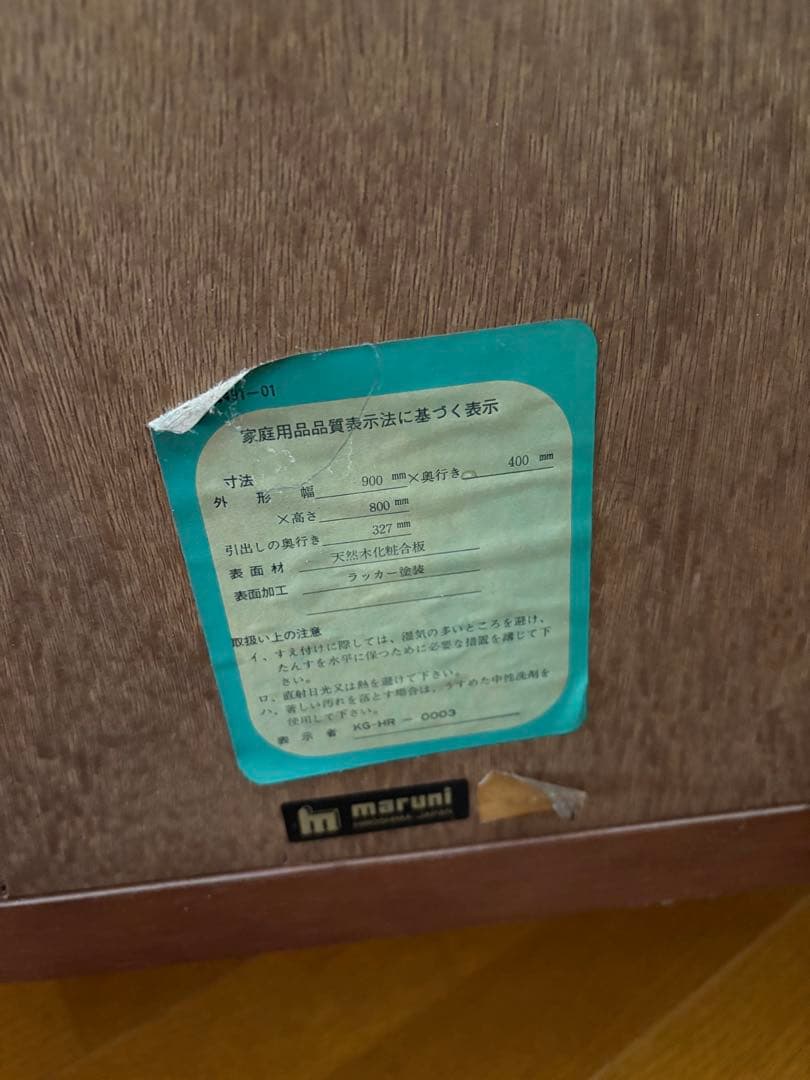 91-01
家庭用品品質表示法に基づく表示
寸法
外形 幅 900 mm×奥行き 400 mm
×高さ 800 mm
引出しの奥行き 327 mm
表面材 天然木化粧合板
表面加工 ラッカー塗装
取扱い上の注意
イ、すえ付けに際しては、湿気の多いところを避け、
たんすを水平に保つために必要な措置を講じて下
さい。
ロ、直射日光又は熱を避けて下さい。
ハ、著しい汚れを落とす場合は、うすめた中性洗剤を
使用して下さい。
表示者 KG-HR-0003
m maruni
HIROSHIMA JAPAN